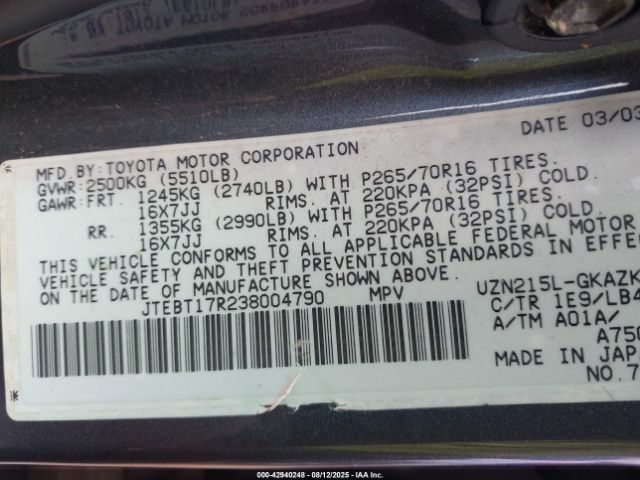 DATE 03/03
MFD.BY:TOYOTA MOTOR CORPORATION
GVWR:2500KG (5510LB)
GAWR:FRT. 1245KG (2740LB) WITH P265/70R16 TIRES.
16X7JJ RIMS. AT 220KPA (32PSI) COLD.
RR. 1355KG (2990LB) WITH P265/70R16 TIRES.
16X7JJ RIMS. AT 220KPA (32PSI) COLD.
THIS VEHICLE CONFORMS TO ALL APPLICABLE FEDERAL MOTOR
VEHICLE SAFETY AND THEFT PREVENTION STANDARDS IN EFFE
ON THE DATE OF MANUFACTURE SHOWN ABOVE.
JTEBT17R238004790 MPV
UZN215L-GKAZK
C/TR 1E9/LB4
A/TM A01A/
A750
MADE IN JAP
NO.7
000-42940248 - 08/12/2025 - IAAI.CA